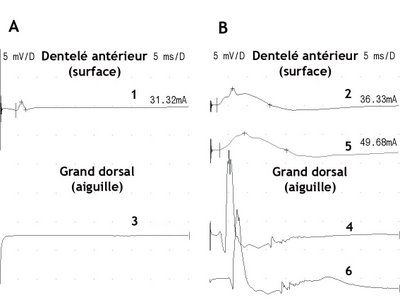 A
B
5 mV/D Dentelé antérieur 5 ms/D
(surface)
1
31.32mA
Grand dorsal
(aiguille)
3
5 mV/D Dentelé antérieur 5 ms/D
(surface)
2
36.33mA
5
49.68mA
Grand dorsal
(aiguille)
4
6